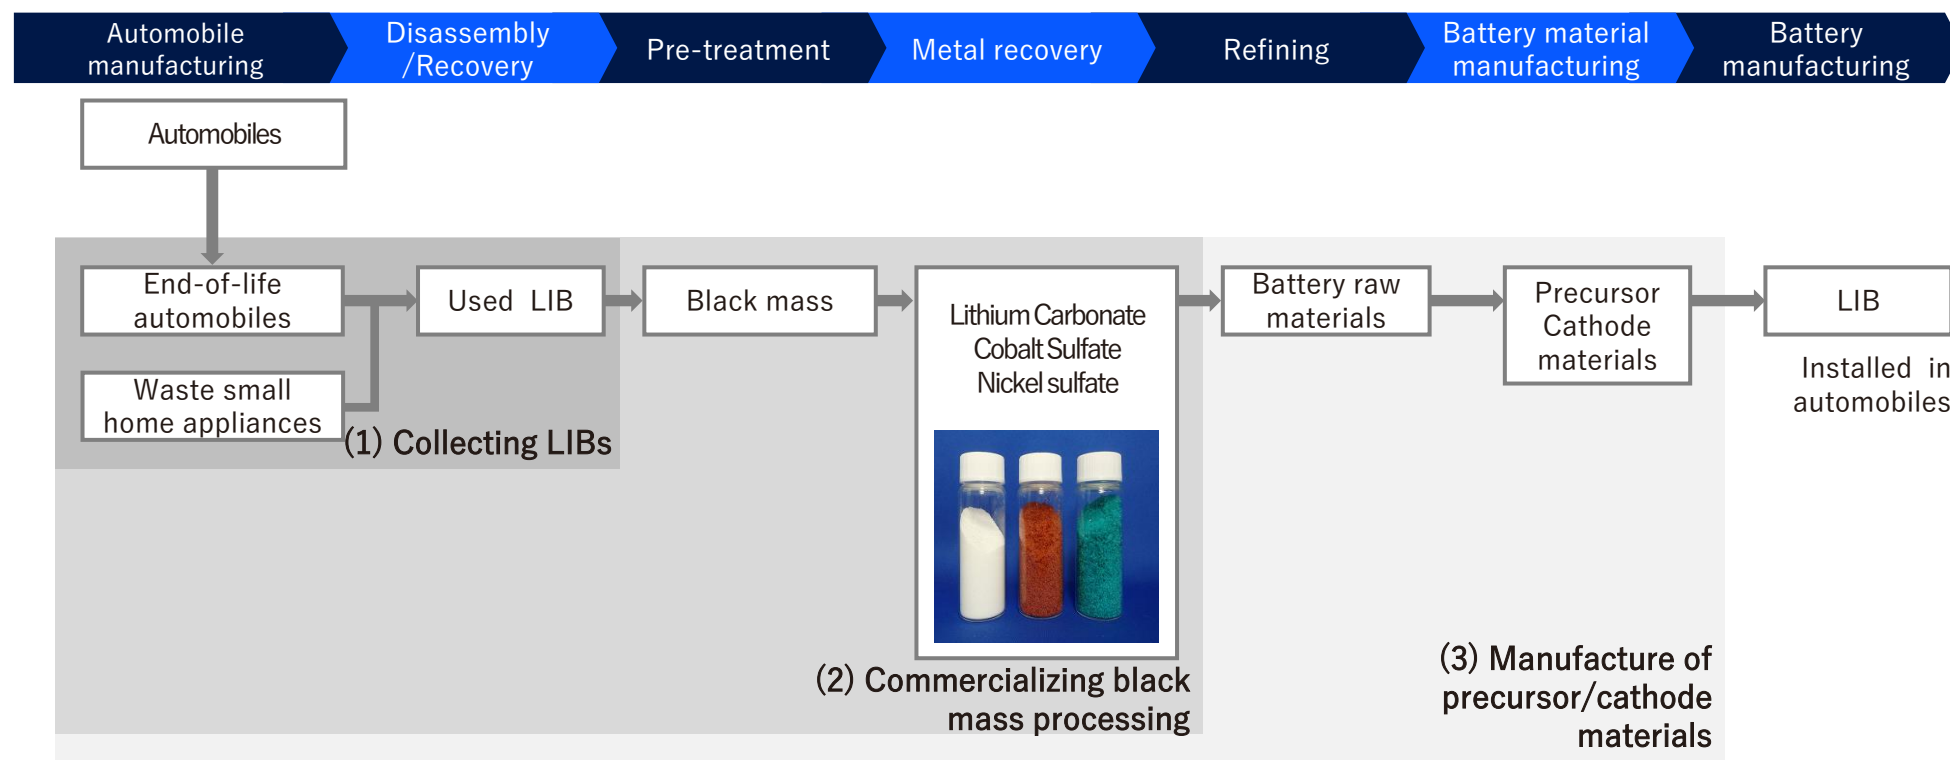 Automobile
manufacturing
Disassembly
/Recovery
Pre-treatment
Metal recovery
Refining
Battery material
manufacturing
Battery
manufacturing
Automobiles
End-of-life
automobiles
Used LIB
Black mass
Lithium Carbonate
Cobalt Sulfate
Nickel sulfate
Battery raw
materials
Precursor
Cathode
materials
LIB
Installed in
automobiles
Waste small
home appliances
(1) Collecting LIBs
(2) Commercializing black
mass processing
(3) Manufacture of
precursor/cathode
materials